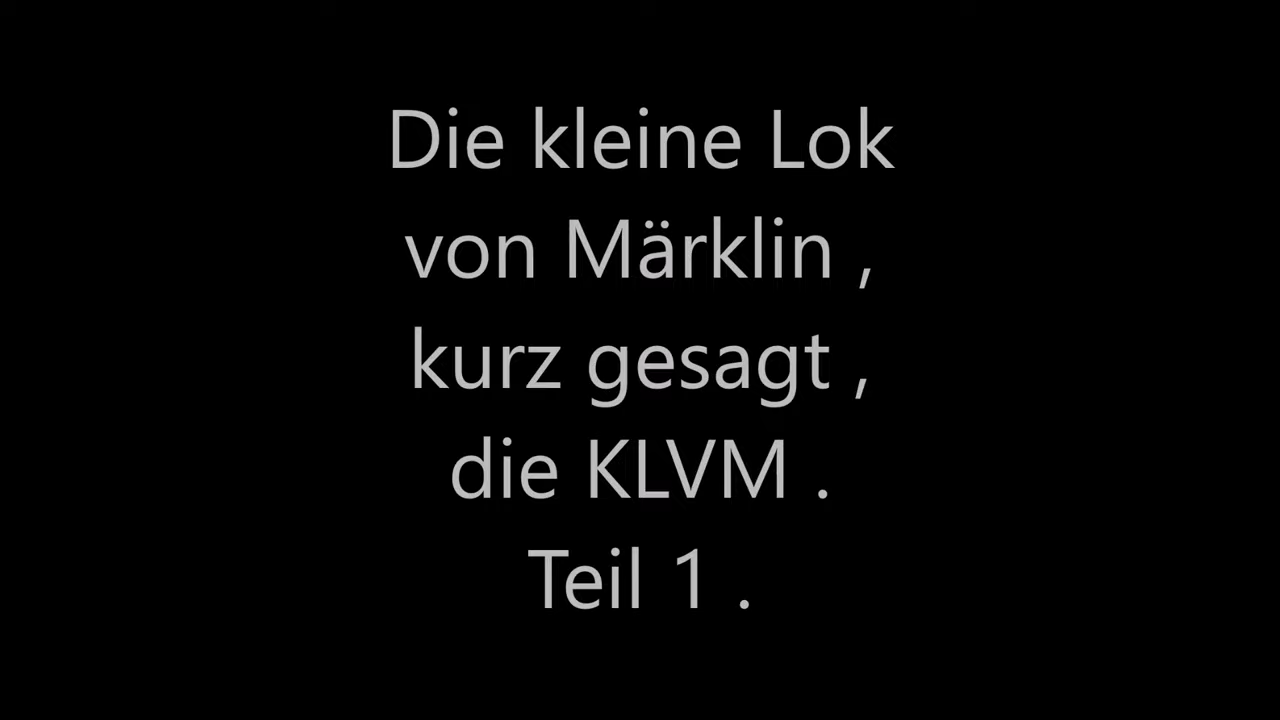 Die kleine Lok
von Märklin ,
kurz gesagt ,
die KLVM .
Teil 1 .